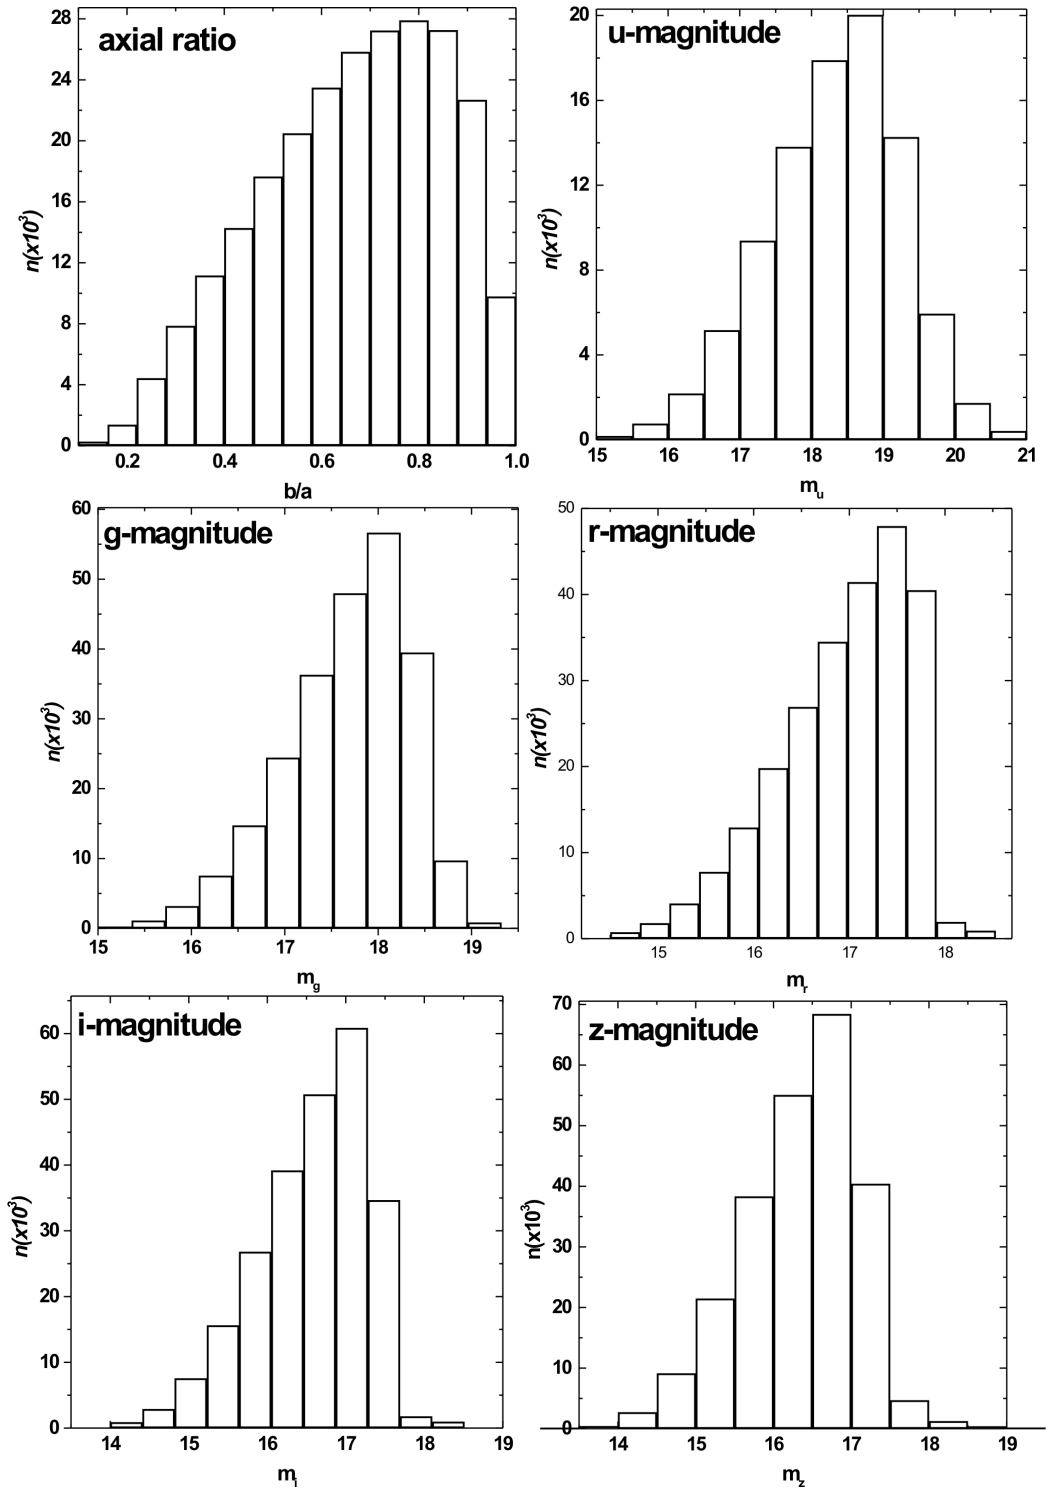 axial ratio
28
24
20
16
12
8
4
0
n(x10³)
0.2 0.4 0.6 0.8 1.0
b/a
u-magnitude
20
16
12
8
4
0
n(x10³)
15 16 17 18 19 20 21
mᵤ
g-magnitude
60
50
40
30
20
10
0
n(x10³)
15 16 17 18 19
m_g
r-magnitude
50
40
30
20
10
0
n(x10³)
15 16 17 18
mᵣ
i-magnitude
60
50
40
30
20
10
0
n(x10³)
14 15 16 17 18 19
mᵢ
z-magnitude
70
60
50
40
30
20
10
0
n(x10³)
14 15 16 17 18 19
m_z